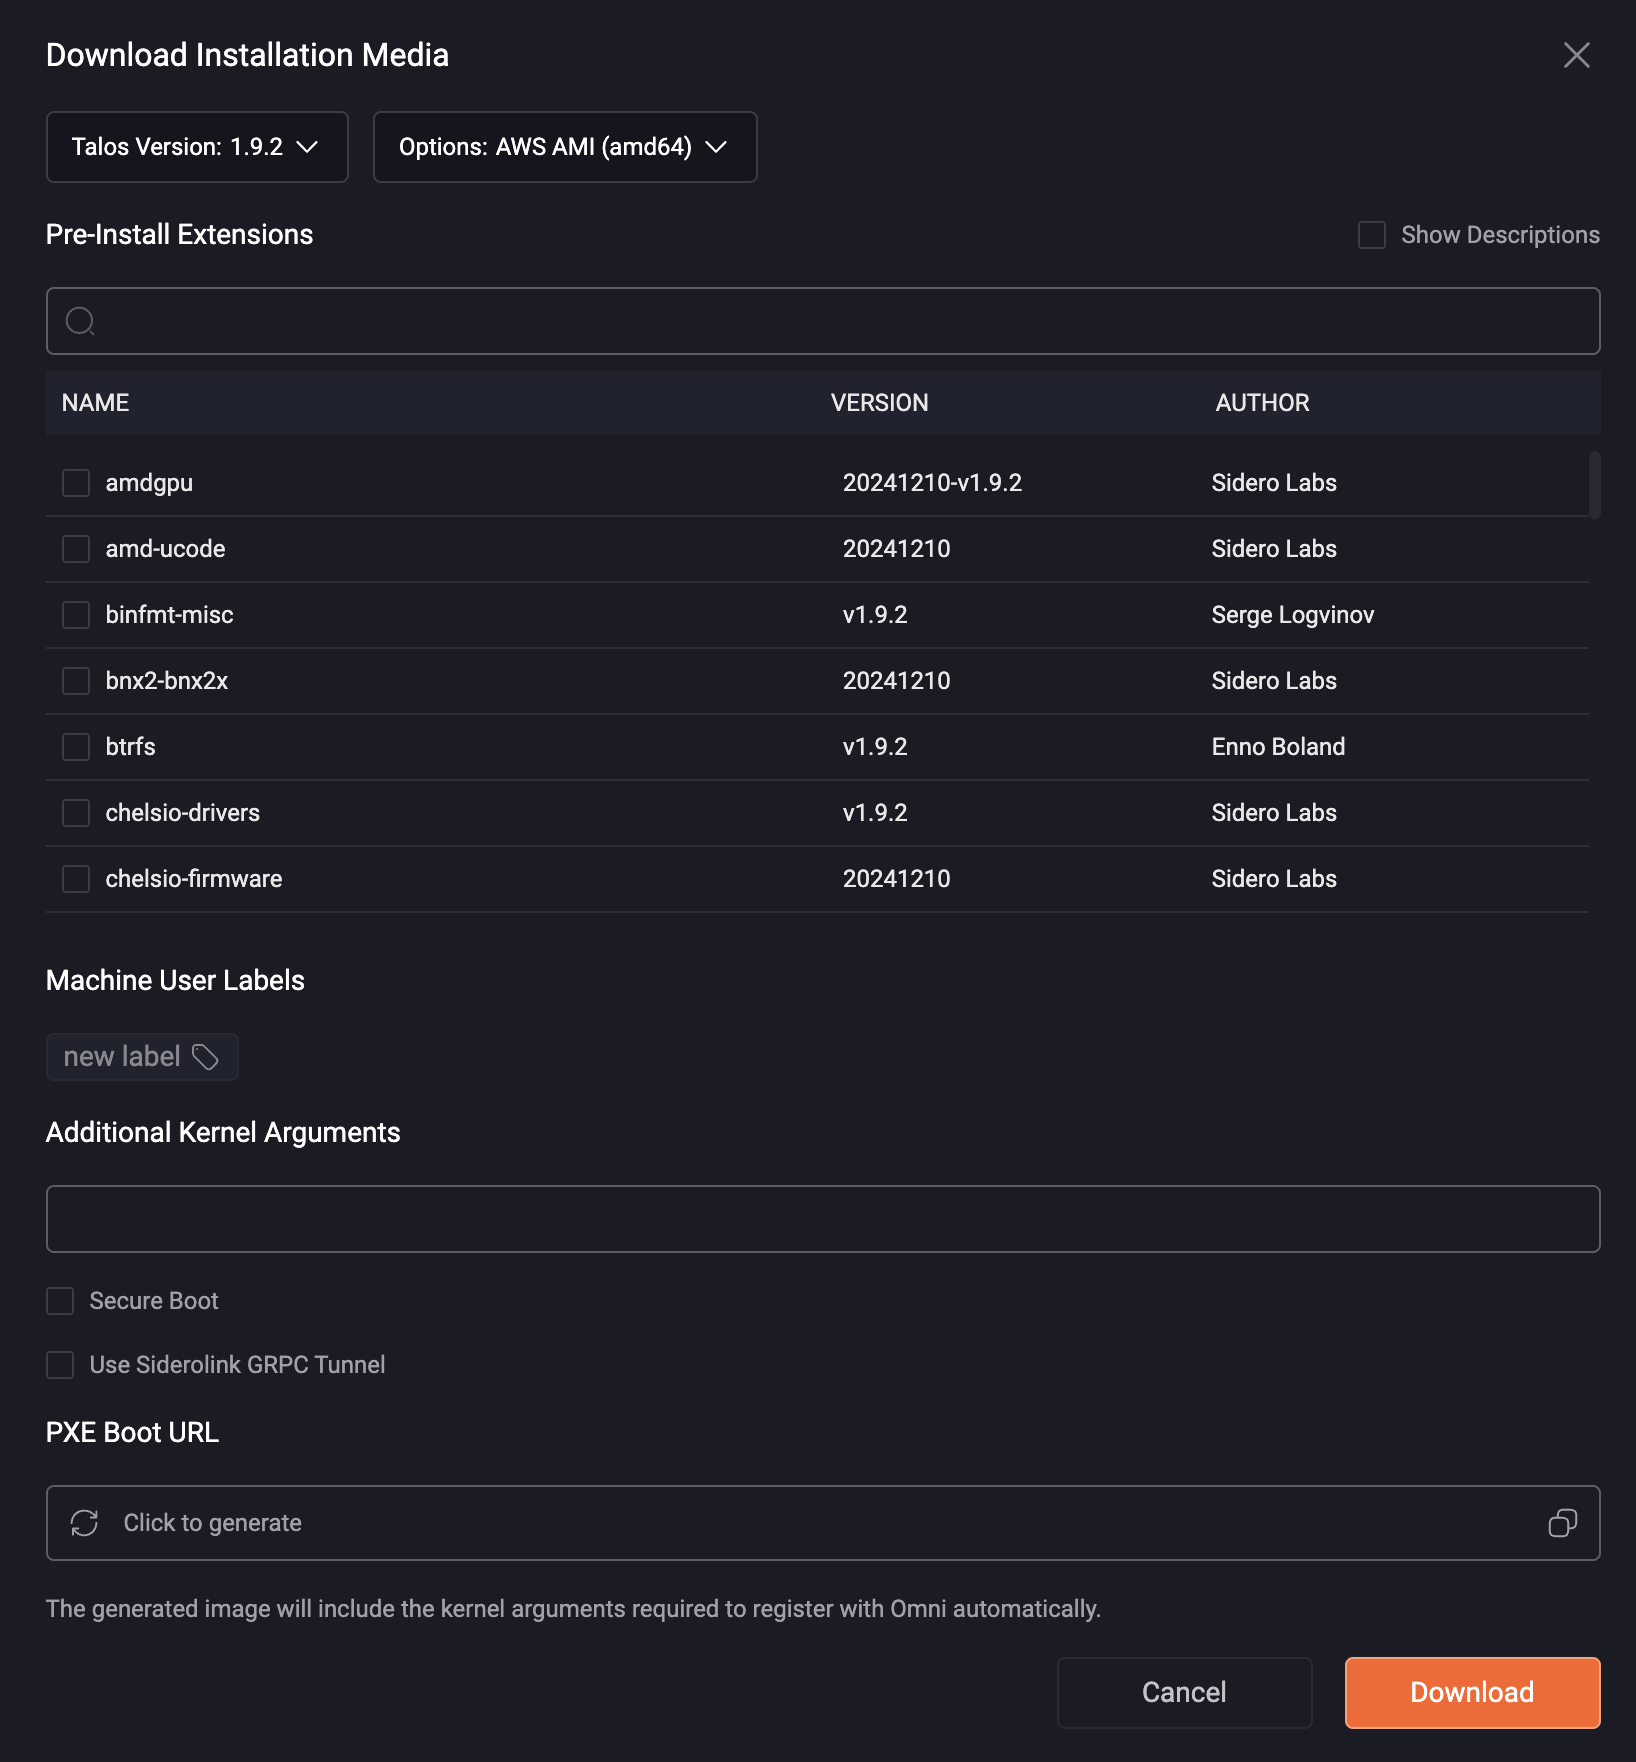 Download Installation Media
Talos Version: 1.9.2 Options: AWS AMI (amd64)
Pre-Install Extensions Show Descriptions
NAME VERSION AUTHOR
amdgpu 20241210-v1.9.2 Sidero Labs
amd-ucode 20241210 Sidero Labs
binfmt-misc v1.9.2 Serge Logvinov
bnx2-bnx2x 20241210 Sidero Labs
btrfs v1.9.2 Enno Boland
chelsio-drivers v1.9.2 Sidero Labs
chelsio-firmware 20241210 Sidero Labs
Machine User Labels
new label
Additional Kernel Arguments
Secure Boot
Use Siderolink GRPC Tunnel
PXE Boot URL
Click to generate
The generated image will include the kernel arguments required to register with Omni automatically.
Cancel Download